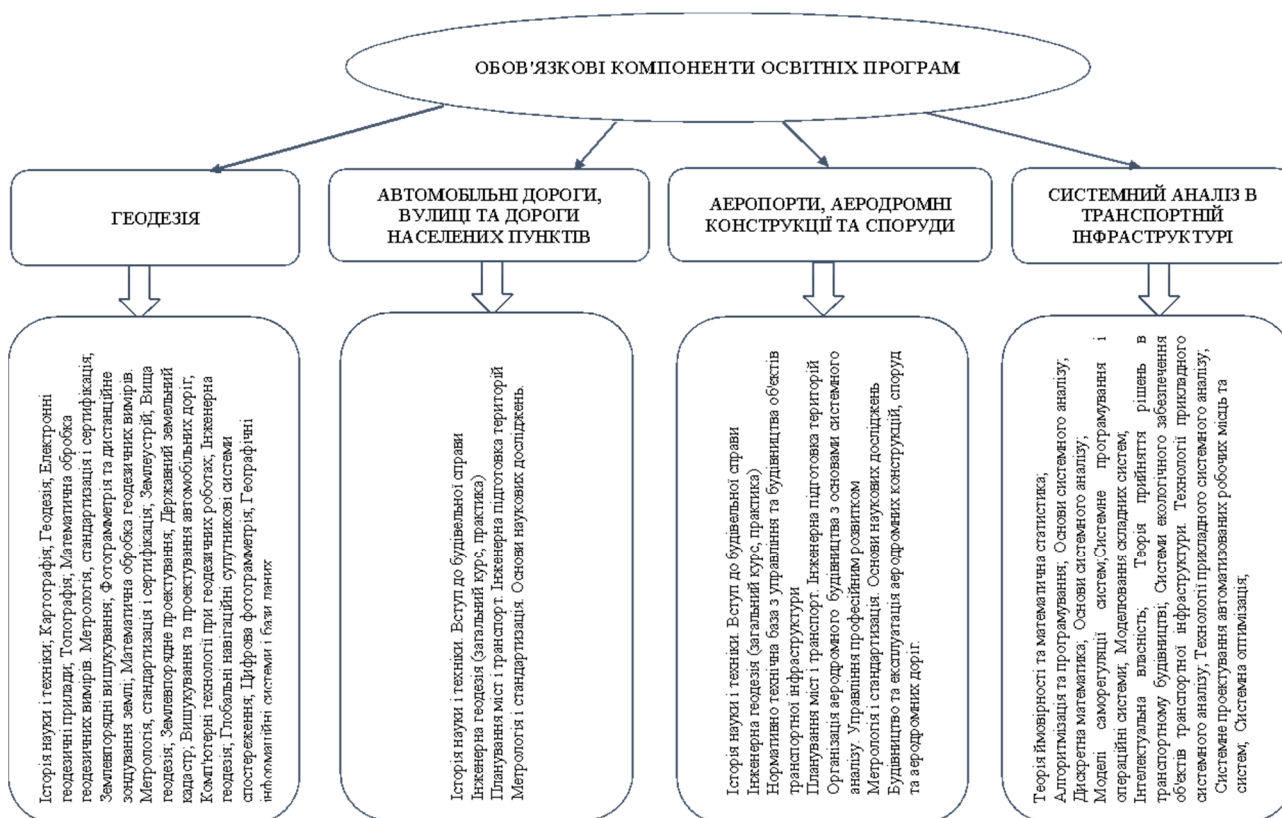 ОБОВ'ЯЗКОВІ КОМПОНЕНТИ ОСВІТНІХ ПРОГРАМ
ГЕОДЕЗІЯ
АВТОМОБІЛЬНІ ДОРОГИ,
ВУЛИЦІ ТА ДОРОГИ
НАСЕЛЕНИХ ПУНКТІВ
АЕРОПОРТИ, АЕРОДРОМНІ
КОНСТРУКЦІЇ ТА СПОРУДИ
СИСТЕМНИЙ АНАЛІЗ В
ТРАНСПОРТНІЙ
ІНФРАСТРУКТУРІ
Історія науки і техніки; Картографія; Геодезія; Електронні
геодезичні прилади; Топографія; Математична обробка
геодезичних вимірів. Метрологія, стандартизація і сертифікація;
Землевпорядні вишукування; Фотограмметрія та дистанційне
зондування землі; Математична обробка геодезичних вимірів.
Метрологія, стандартизація і сертифікація; Землеустрій; Вища
геодезія; Землевпорядне проектування; Державний земельний
кадастр; Вишукування та проектування автомобільних доріг;
Комп'ютерні технології при геодезичних роботах; Інженерна
геодезія; Глобальні навігаційні супутникові системи
спостереження; Цифрова фотограмметрія; Географічні
інформаційні системи і бази даних
Історія науки і техніки. Вступ до будівельної справи
Інженерна геодезія (загальний курс, практика)
Планування міст і транспорт. Інженерна підготовка територій
Метрологія і стандартизація. Основи наукових досліджень.
Історія науки і техніки. Вступ до будівельної справи
Інженерна геодезія (загальний курс, практика)
Нормативно технічна база з управління та будівництва об'єктів
транспортної інфраструктури
Планування міст і транспорт. Інженерна підготовка територій
Організація аеродромного будівництва з основами системного
аналізу. Управління професійним розвитком
Метрологія і стандартизація. Основи наукових досліджень
Будівництво та експлуатація аеродромних конструкцій, споруд
та аеродромних доріг.
Теорія ймовірності та математична статистика;
Алгоритмізація та програмування; Основи системного аналізу;
Дискретна математика; Основи системного аналізу;
Моделі саморегуляції систем;Системне програмування і
операційні системи; Моделювання складних систем;
Інтелектуальна власність; Теорія прийняття рішень в
транспортному будівництві; Системи екологічного забезпечення
об'єктів транспортної інфраструктури. Технології прикладного
системного аналізу; Технології прикладного системного аналізу;
Системне проектування автоматизованих робочих місць та
систем; Системна оптимізація;